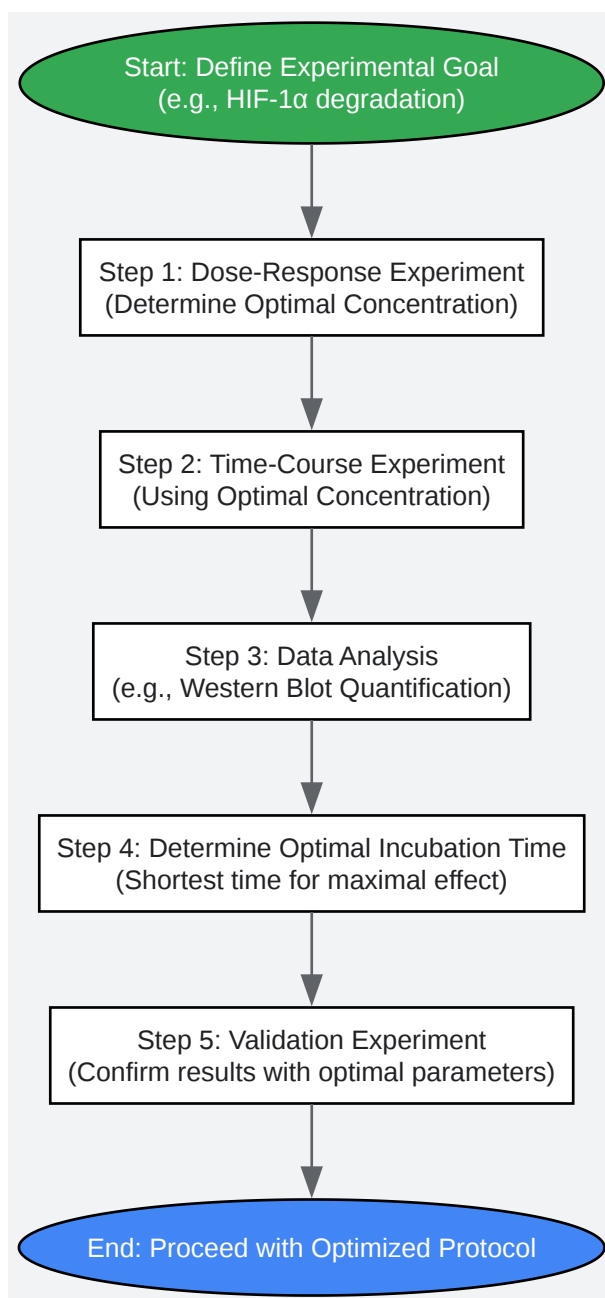 Start: Define Experimental Goal
(e.g., HIF-1α degradation)
Step 1: Dose-Response Experiment
(Determine Optimal Concentration)
Step 2: Time-Course Experiment
(Using Optimal Concentration)
Step 3: Data Analysis
(e.g., Western Blot Quantification)
Step 4: Determine Optimal Incubation Time
(Shortest time for maximal effect)
Step 5: Validation Experiment
(Confirm results with optimal parameters)
End: Proceed with Optimized Protocol